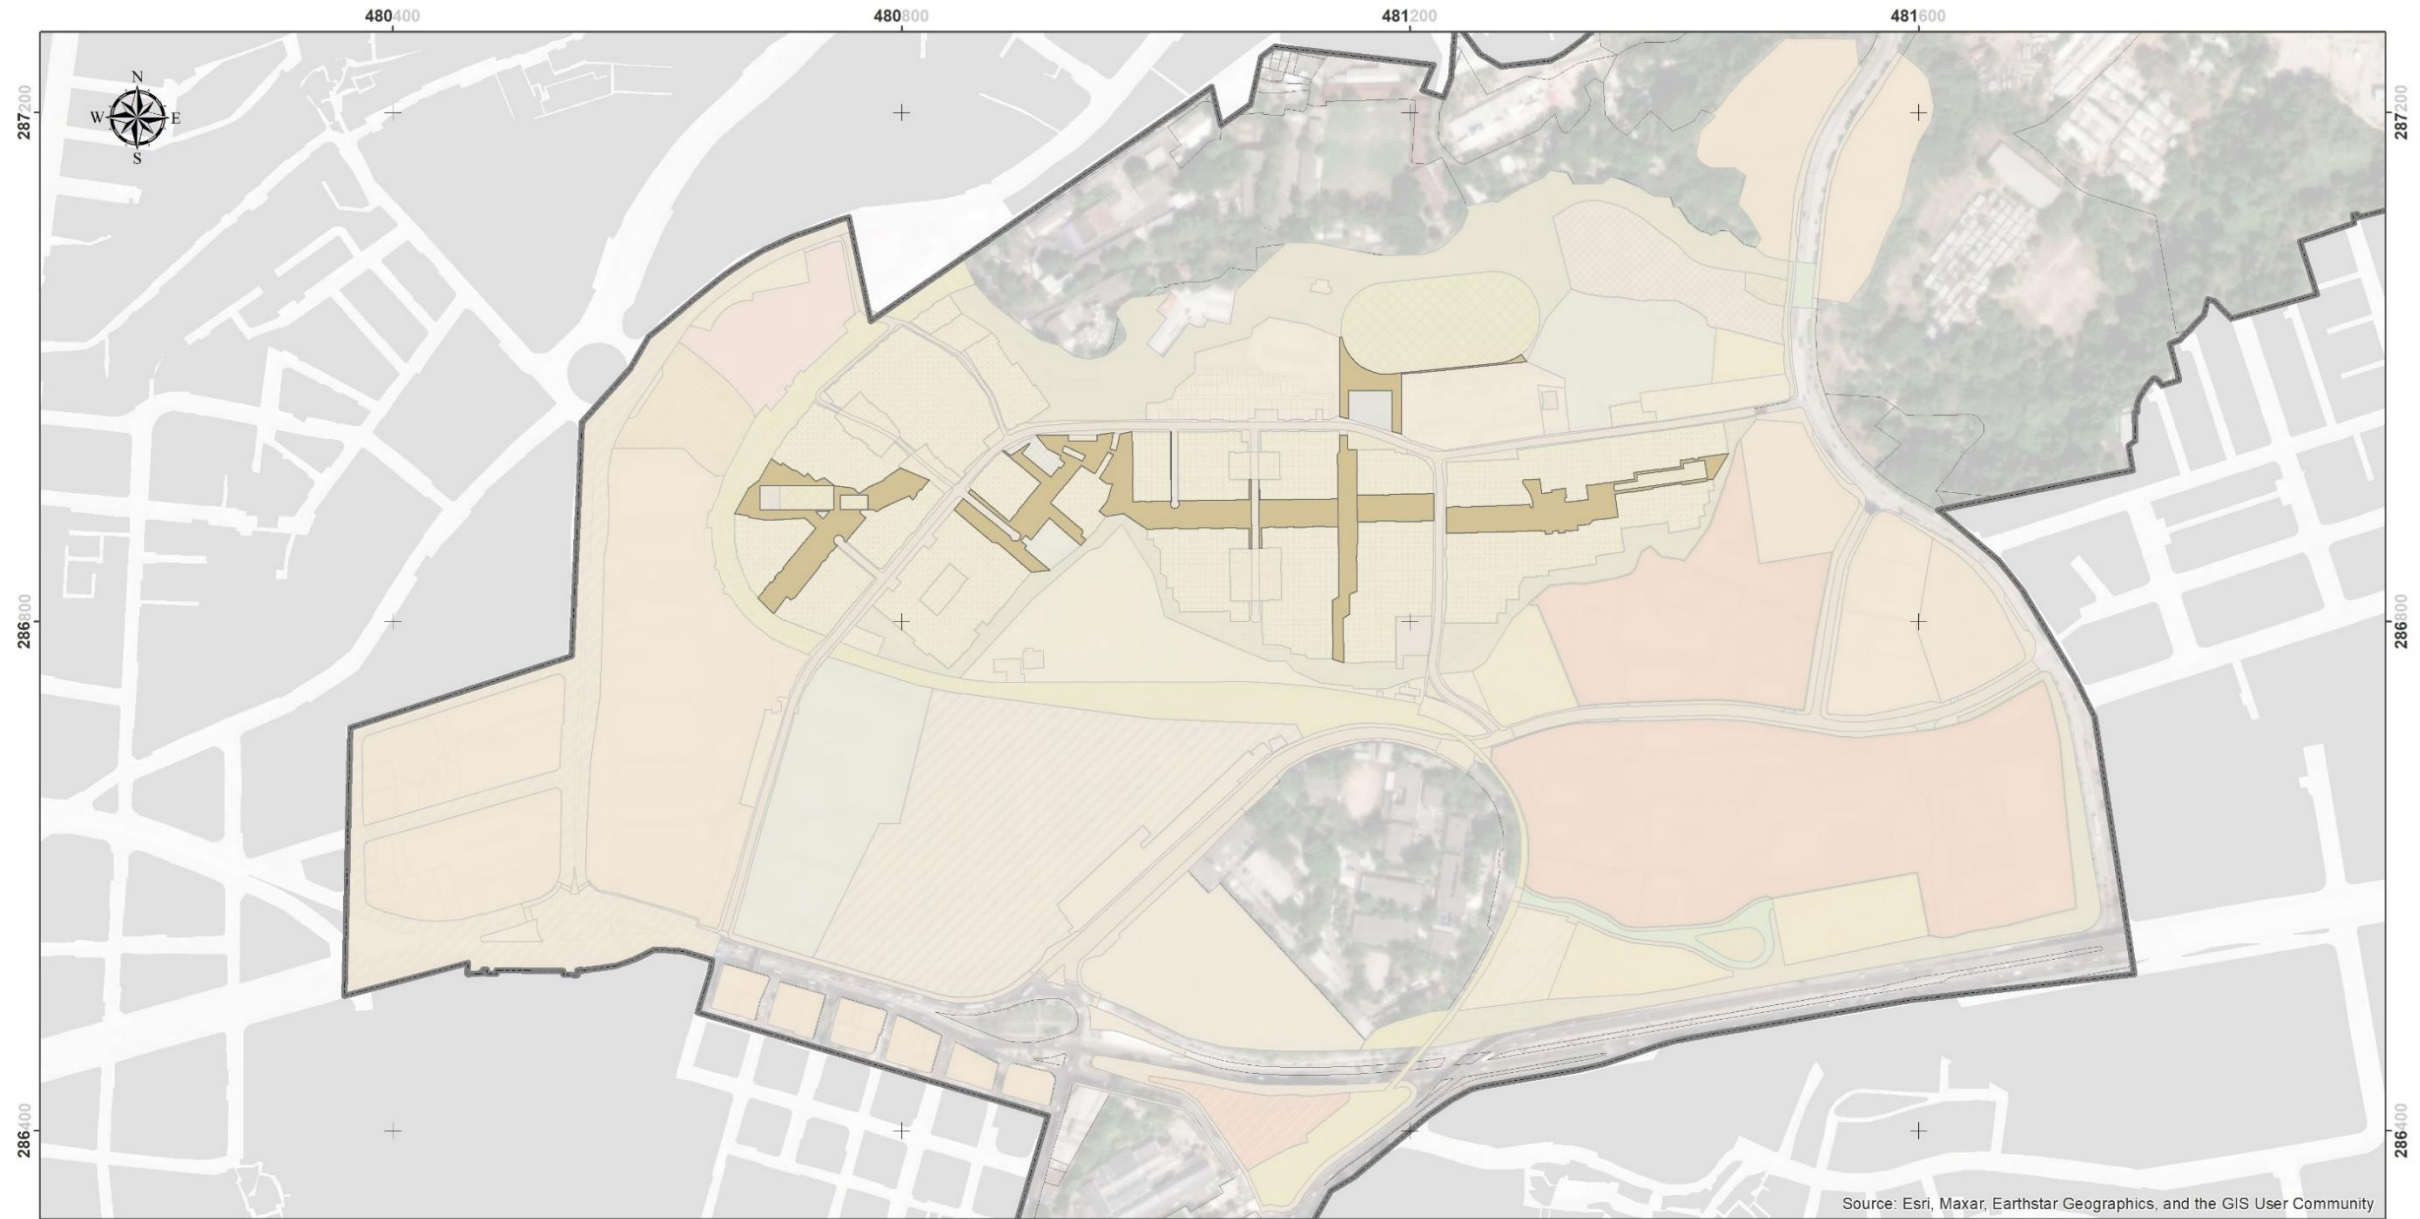 480400 480800 481200 481600
N
W E
S
287200 287200
286800 286800
286400 286400
Source: Esri, Maxar, Earthstar Geographics, and the GIS User Community